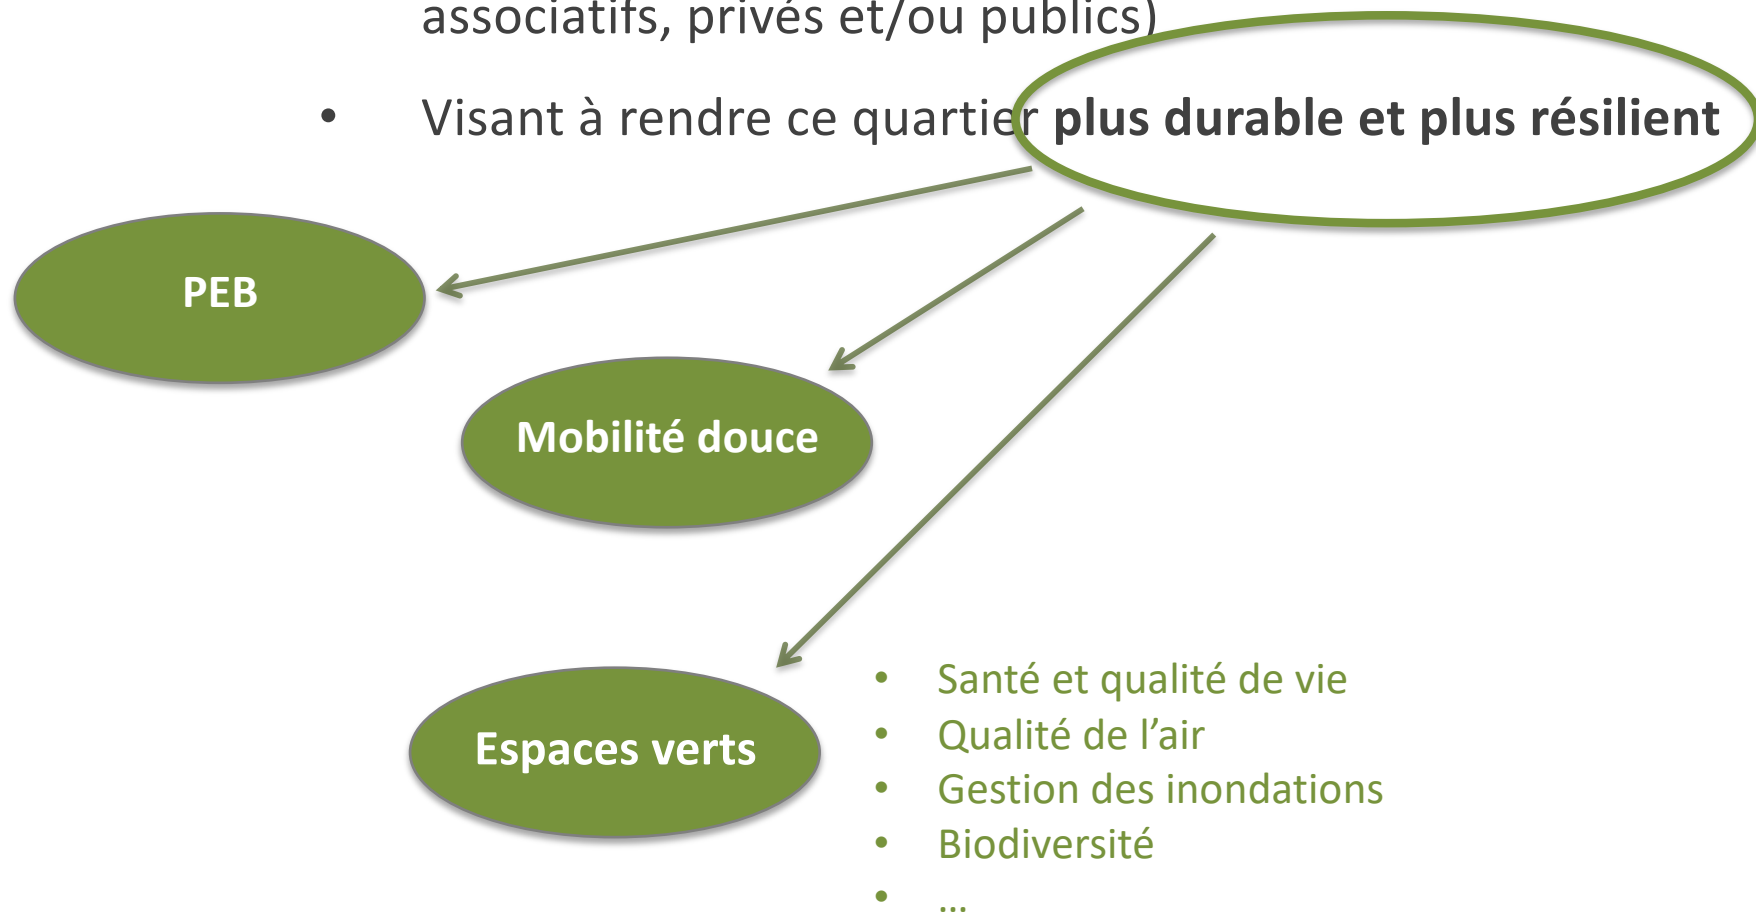 associatifs, privés et/ou publics)
• Visant à rendre ce quartier plus durable et plus résilient
PEB
Mobilité douce
Espaces verts
• Santé et qualité de vie
• Qualité de l’air
• Gestion des inondations
• Biodiversité
• …